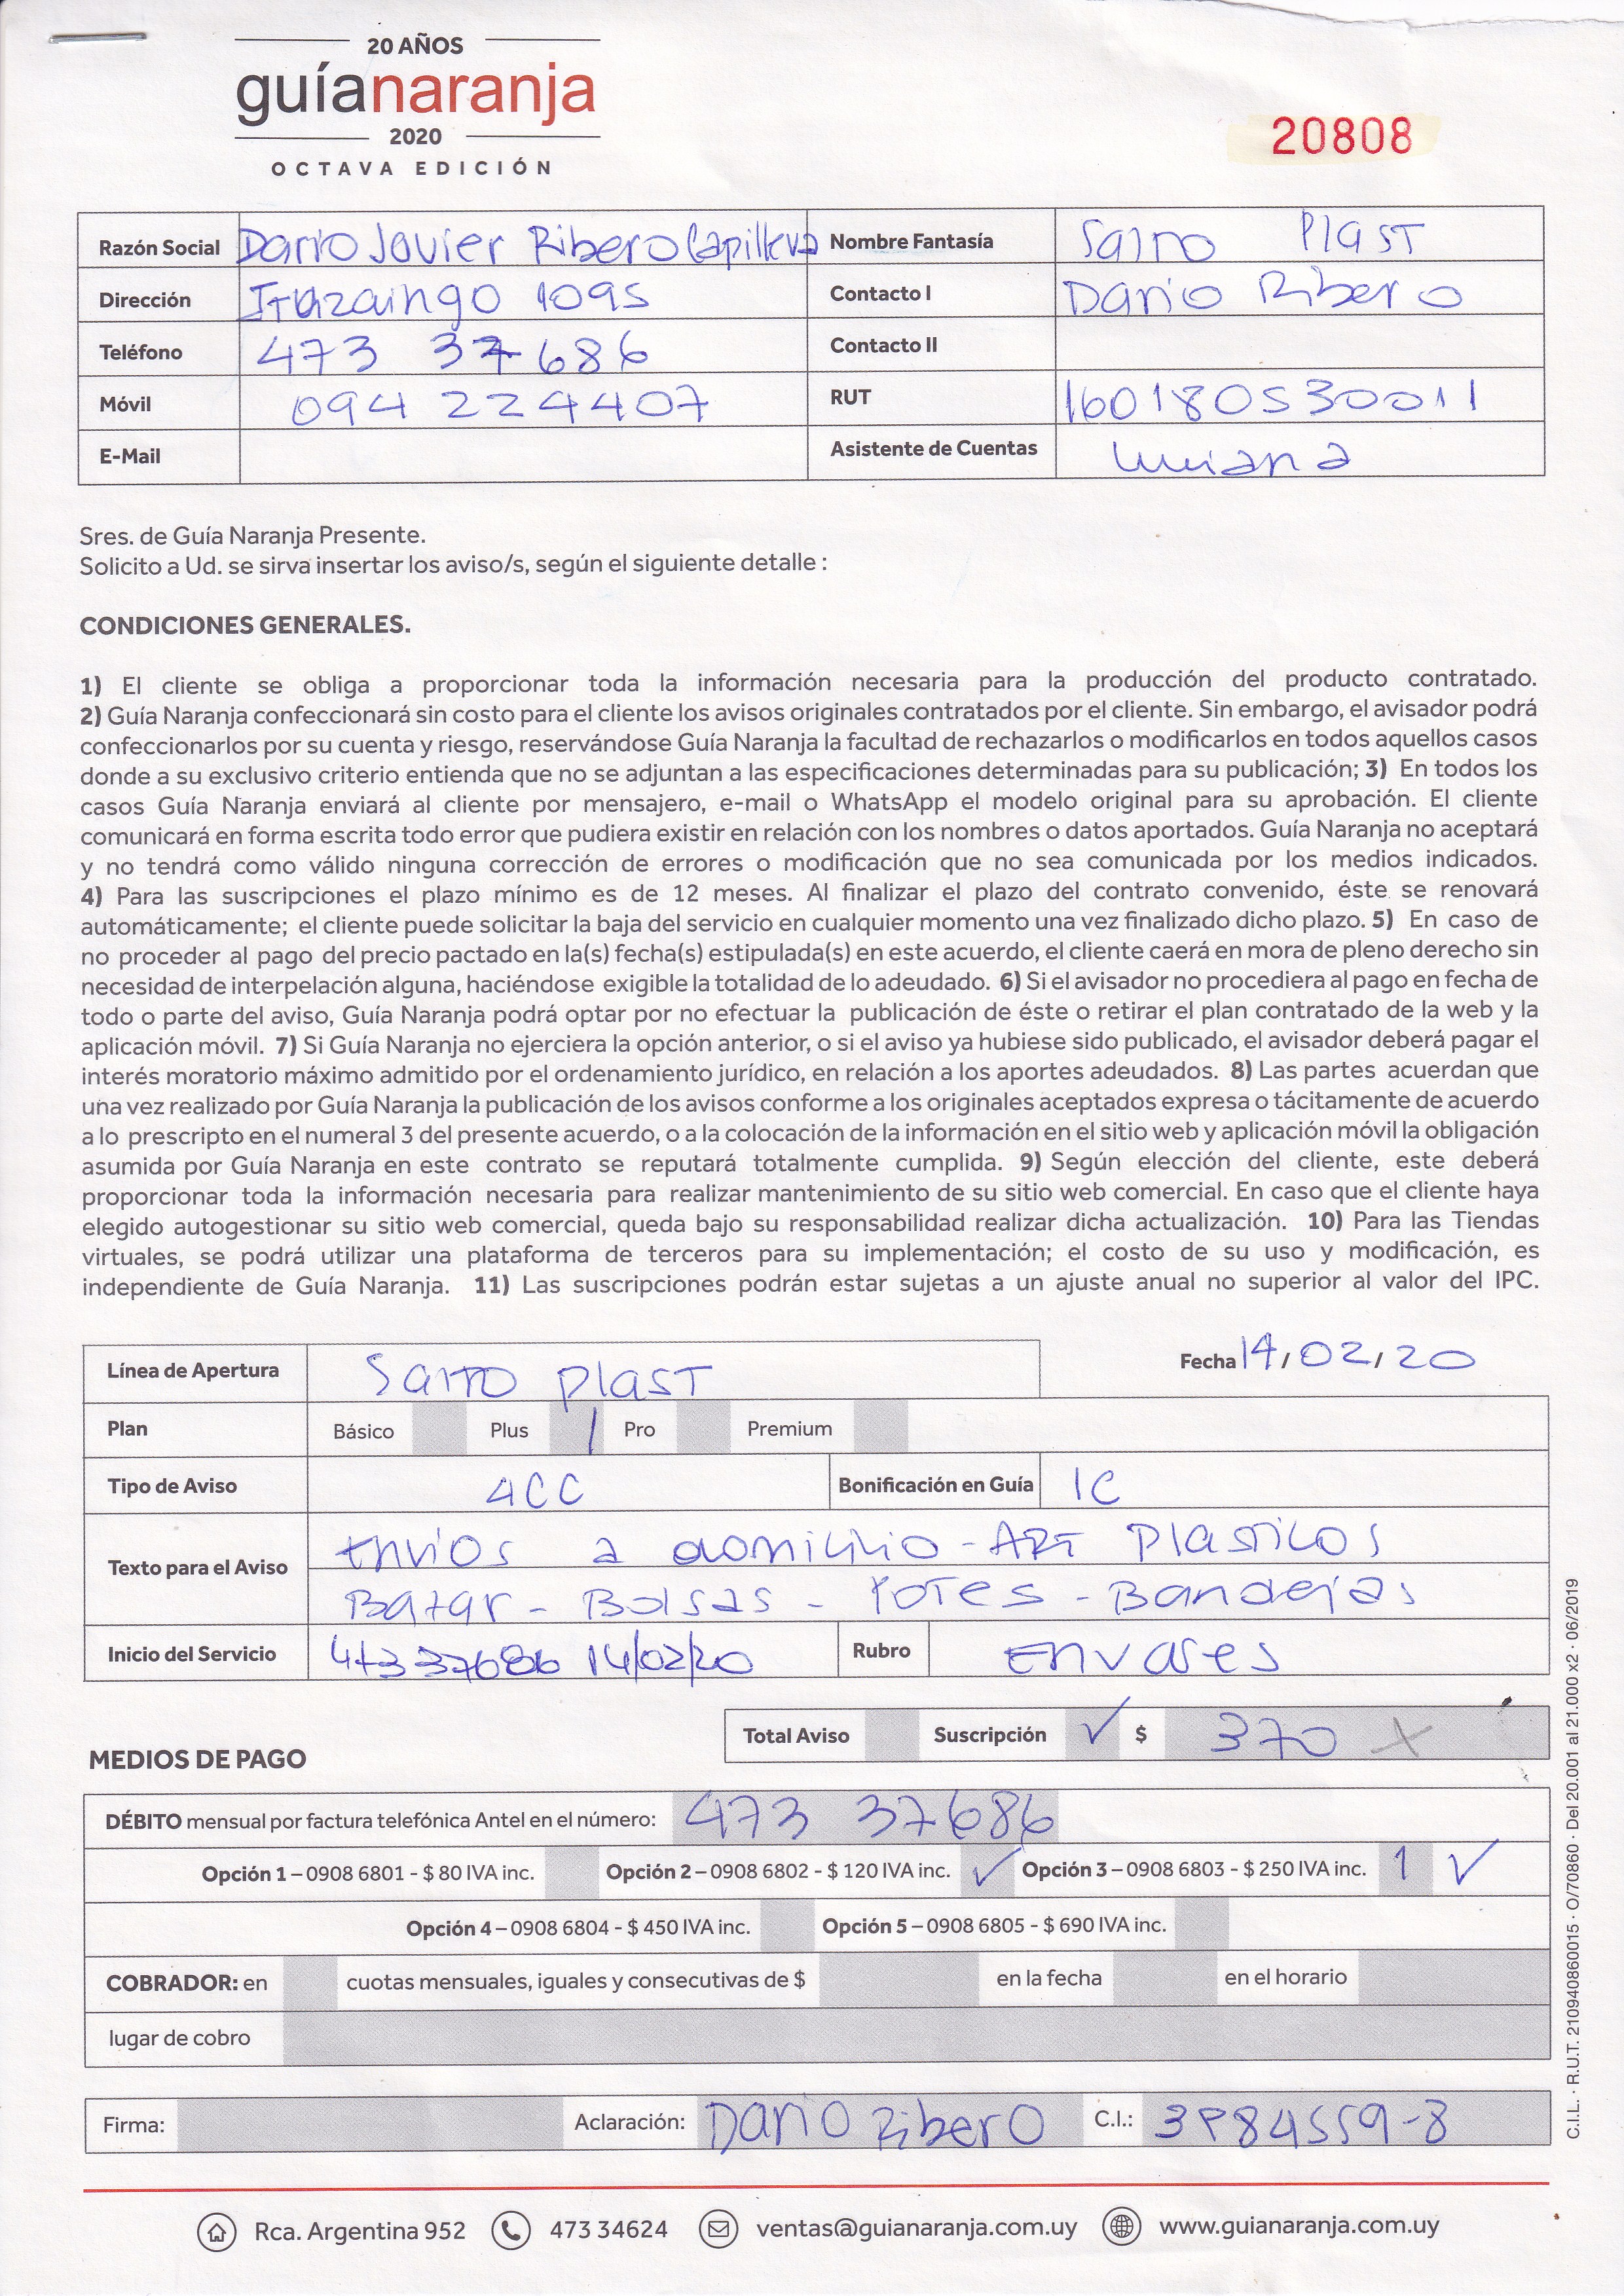 20 AÑOS
guíanaranja
2020
OCTAVA EDICIÓN
20808
Razón Social Dario Javier Ribero Nombre Fantasía Salto Plast
Dirección Ituzaingo 1095 Contacto I Dario Ribero
Teléfono 473 37686 Contacto II
Móvil 094 224407 RUT 160180530011
E-Mail Asistente de Cuentas
Sres. de Guía Naranja Presente.
Solicito a Ud. se sirva insertar los aviso/s, según el siguiente detalle :
CONDICIONES GENERALES.
1) El cliente se obliga a proporcionar toda la información necesaria para la producción del producto contratado.
2) Guía Naranja confeccionará sin costo para el cliente los avisos originales contratados por el cliente. Sin embargo, el avisador podrá
confeccionarlos por su cuenta y riesgo, reservándose Guía Naranja la facultad de rechazarlos o modificarlos en todos aquellos casos
donde a su exclusivo criterio entienda que no se adjuntan a las especificaciones determinadas para su publicación; 3) En todos los
casos Guía Naranja enviará al cliente por mensajero, e-mail o WhatsApp el modelo original para su aprobación. El cliente
comunicará en forma escrita todo error que pudiera existir en relación con los nombres o datos aportados. Guía Naranja no aceptará
y no tendrá como válido ninguna corrección de errores o modificación que no sea comunicada por los medios indicados.
4) Para las suscripciones el plazo mínimo es de 12 meses. Al finalizar el plazo del contrato convenido, éste se renovará
automáticamente; el cliente puede solicitar la baja del servicio en cualquier momento una vez finalizado dicho plazo. 5) En caso de
no proceder al pago del precio pactado en la(s) fecha(s) estipulada(s) en este acuerdo, el cliente caerá en mora de pleno derecho sin
necesidad de interpelación alguna, haciéndose exigible la totalidad de lo adeudado. 6) Si el avisador no procediera al pago en fecha de
todo o parte del aviso, Guía Naranja podrá optar por no efectuar la publicación de éste o retirar el plan contratado de la web y la
aplicación móvil. 7) Si Guía Naranja no ejerciera la opción anterior, o si el aviso ya hubiese sido publicado, el avisador deberá pagar el
interés moratorio máximo admitido por el ordenamiento jurídico, en relación a los aportes adeudados. 8) Las partes acuerdan que
una vez realizado por Guía Naranja la publicación de los avisos conforme a los originales aceptados expresa o tácitamente de acuerdo
a lo prescripto en el numeral 3 del presente acuerdo, o a la colocación de la información en el sitio web y aplicación móvil la obligación
asumida por Guía Naranja en este contrato se reputará totalmente cumplida. 9) Según elección del cliente, este deberá
proporcionar toda la información necesaria para realizar mantenimiento de su sitio web comercial. En caso que el cliente haya
elegido autogestionar su sitio web comercial, queda bajo su responsabilidad realizar dicha actualización. 10) Para las Tiendas
virtuales, se podrá utilizar una plataforma de terceros para su implementación; el costo de su uso y modificación, es
independiente de Guía Naranja. 11) Las suscripciones podrán estar sujetas a un ajuste anual no superior al valor del IPC.
Línea de Apertura Salto plast Fecha 14/02/20
Plan Básico Plus / Pro Premium
Tipo de Aviso 4CC Bonificación en Guía 1C
Texto para el Aviso Envios a domicilio - ART Plasticos
Bazar - Bolsas - Potes - Bandejas
Inicio del Servicio 473 37686 14/02/20 Rubro Envases
Total Aviso Suscripción ✓ $ 370 X
MEDIOS DE PAGO
DÉBITO mensual por factura telefónica Antel en el número: 473 37686
Opción 1 – 0908 6801 - $ 80 IVA inc. Opción 2 – 0908 6802 - $ 120 IVA inc. ✓ Opción 3 – 0908 6803 - $ 250 IVA inc. 1 ✓
Opción 4 – 0908 6804 - $ 450 IVA inc. Opción 5 – 0908 6805 - $ 690 IVA inc.
COBRADOR: en cuotas mensuales, iguales y consecutivas de $ en la fecha en el horario
lugar de cobro
Firma: Aclaración: Dario Ribero C.I.:
Rca. Argentina 952 473 34624 ventas@guianaranja.com.uy www.guianaranja.com.uy
C.I.L. · R.U.T. 210940860015 · O/70860 · Del 20.001 al 21.000 x2 · 06/2019